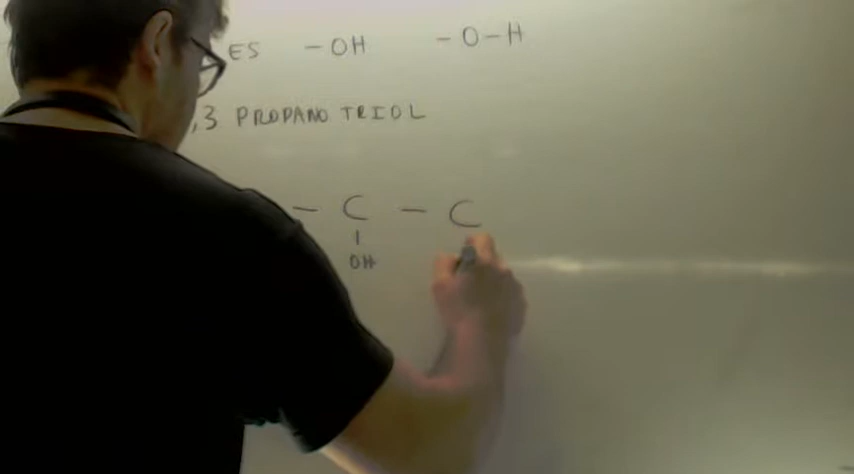 ES -OH -O-H
,3 PROPANO TRIOL
- C - C
OH